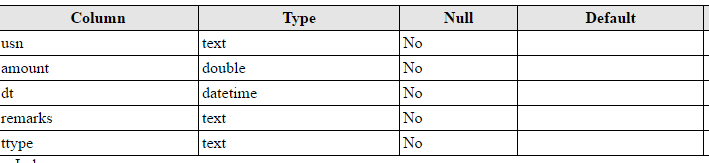 Column Type Null Default
usn text No
amount double No
dt datetime No
remarks text No
ttype text No